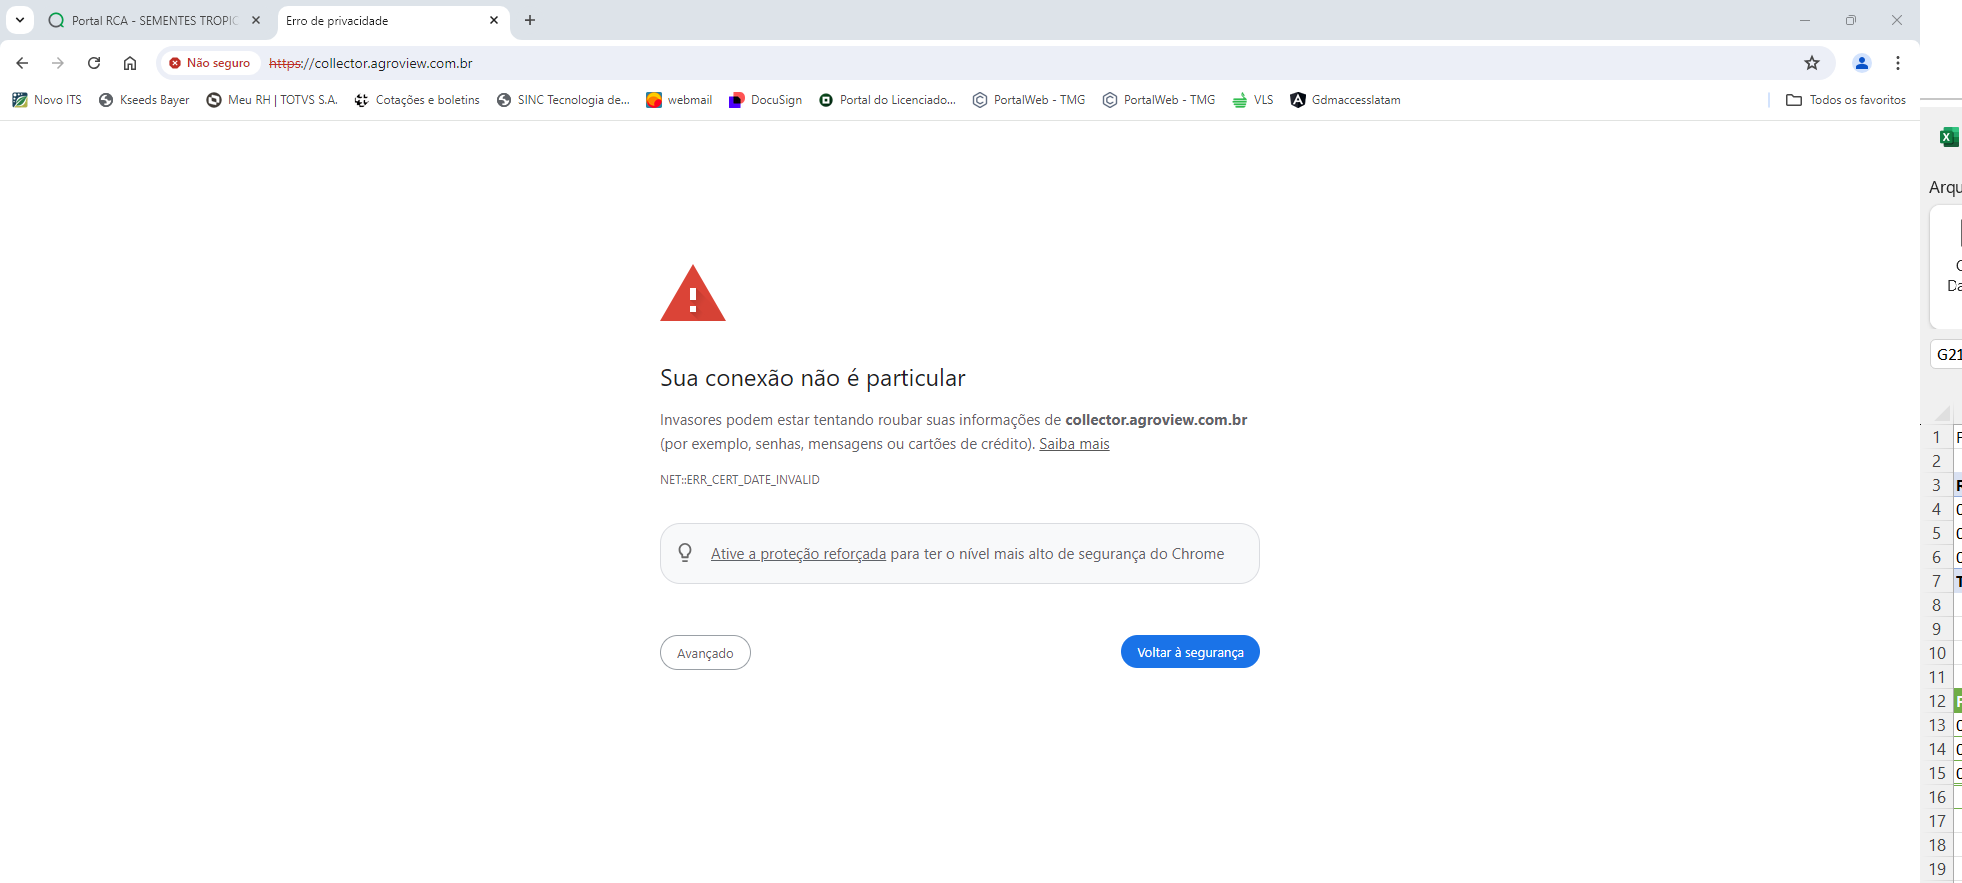 Portal RCA - SEMENTES TROPIC
Erro de privacidade
Não seguro
https://collector.agroview.com.br
Novo ITS
Kseeds Bayer
Meu RH | TOTVS S.A.
Cotações e boletins
SINC Tecnologia de...
webmail
DocuSign
Portal do Licenciado...
PortalWeb - TMG
PortalWeb - TMG
VLS
Gdmaccesslatam
Todos os favoritos
Sua conexão não é particular
Invasores podem estar tentando roubar suas informações de collector.agroview.com.br
(por exemplo, senhas, mensagens ou cartões de crédito). Saiba mais
NET::ERR_CERT_DATE_INVALID
Ative a proteção reforçada para ter o nível mais alto de segurança do Chrome
Avançado
Voltar à segurança
Arqu
Da
G21
1
2
3
4
5
6
7
8
9
10
11
12
13
14
15
16
17
18
19